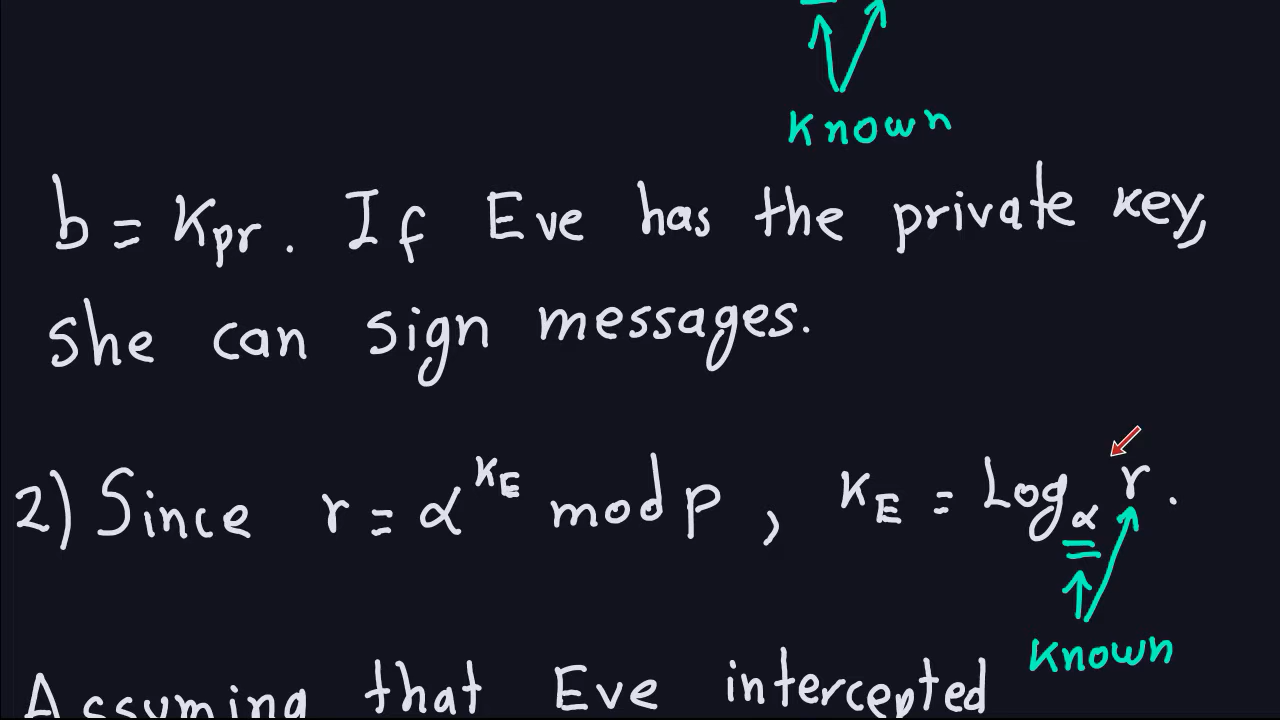 Known
b = Kpr. If Eve has the private key,
she can sign messages.
2) Since r = α^KE mod p, KE = Log_α r.
Known
Assuming that Eve intercepted